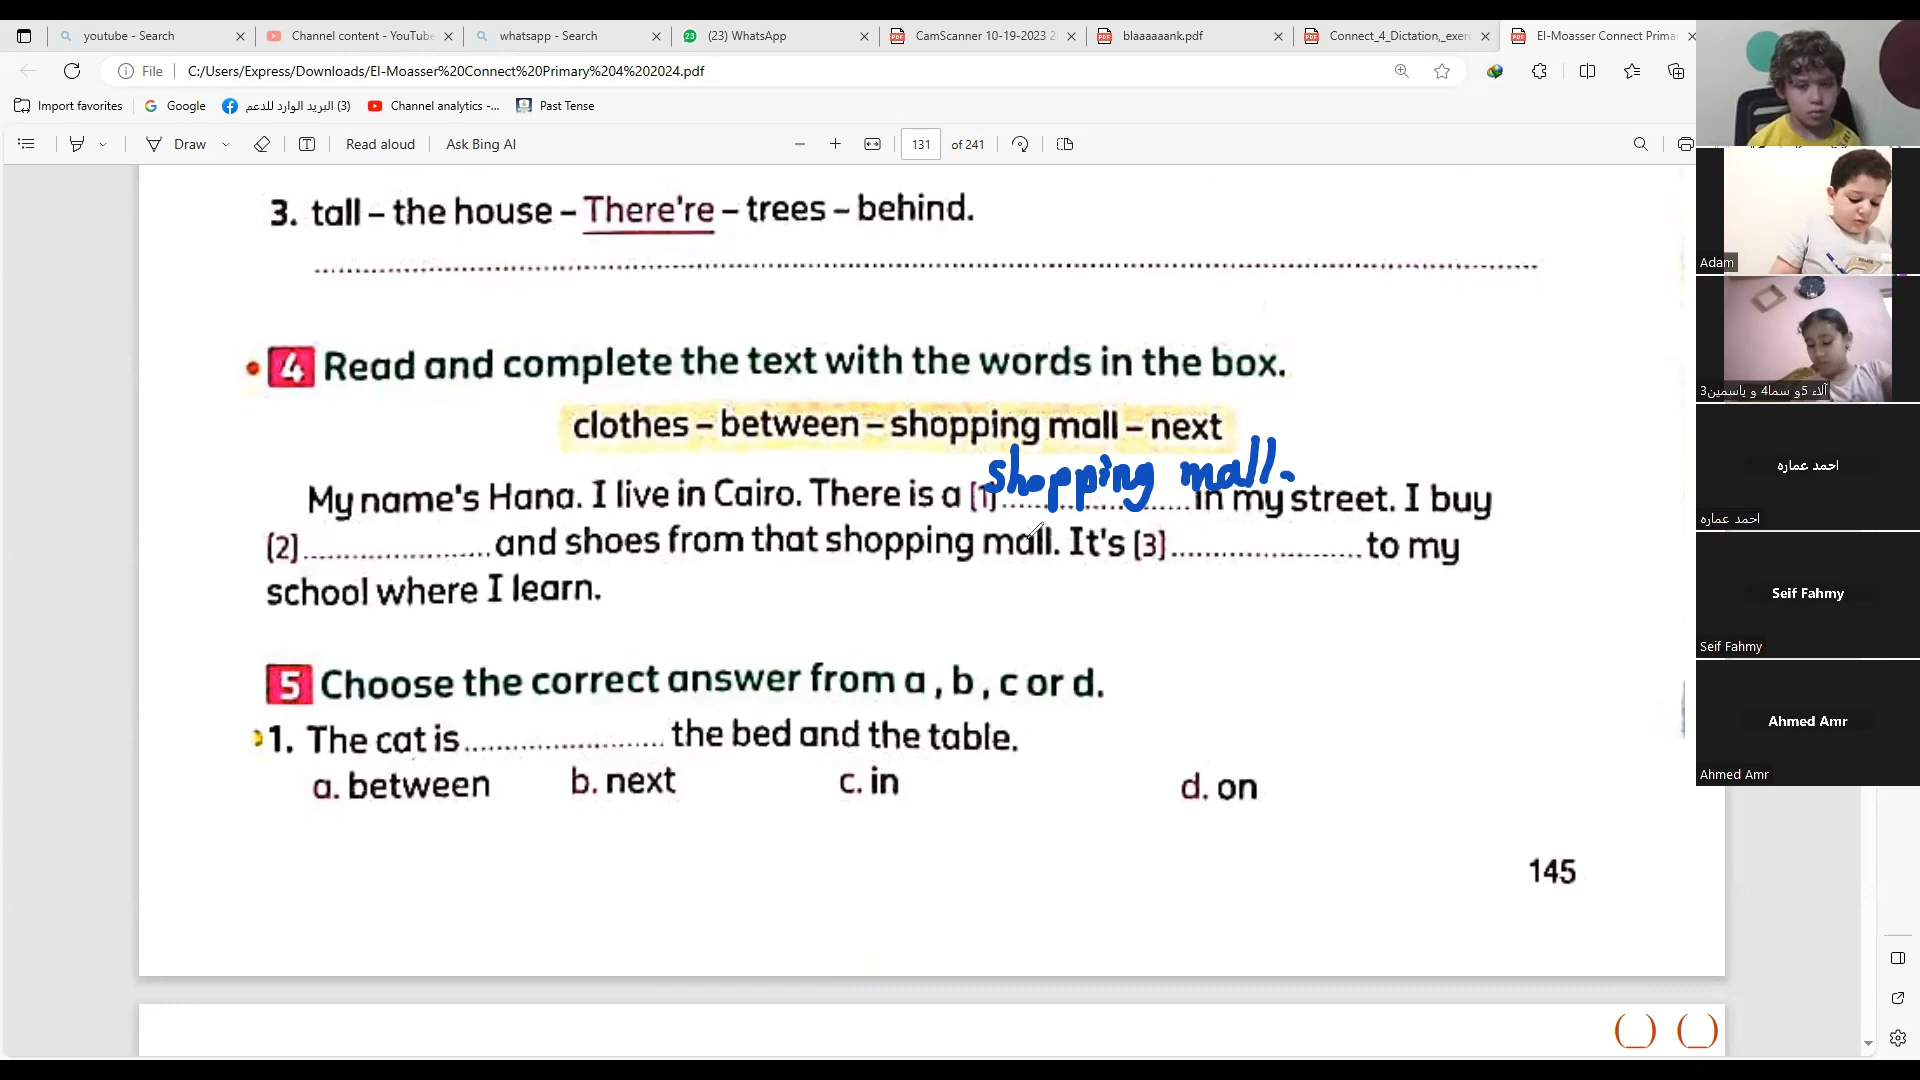 youtube - Search
Channel content - YouTube
whatsapp - Search
(23) WhatsApp
CamScanner 10-19-2023 2
blaaaaaank.pdf
Connect_4_Dictation,_exer
El-Moasser Connect Prima
File
C:/Users/Express/Downloads/El-Moasser%20Connect%20Primary%204%202024.pdf
Import favorites
Google
(3) البريد الوارد للدعم
Channel analytics -...
Past Tense
Draw
Read aloud
Ask Bing AI
131 of 241
3. tall – the house – There're – trees – behind.
4 Read and complete the text with the words in the box.
clothes – between – shopping mall – next
shopping mall.
My name's Hana. I live in Cairo. There is a (1) .................... in my street. I buy
(2) .................... and shoes from that shopping mall. It's (3) .................... to my
school where I learn.
5 Choose the correct answer from a , b , c or d.
1. The cat is ...................... the bed and the table.
a. between b. next c. in d. on
145
(_) (_)
Adam
آلاء 5و سما4 و ياسمين3
احمد عماره
احمد عماره
Seif Fahmy
Seif Fahmy
Ahmed Amr
Ahmed Amr